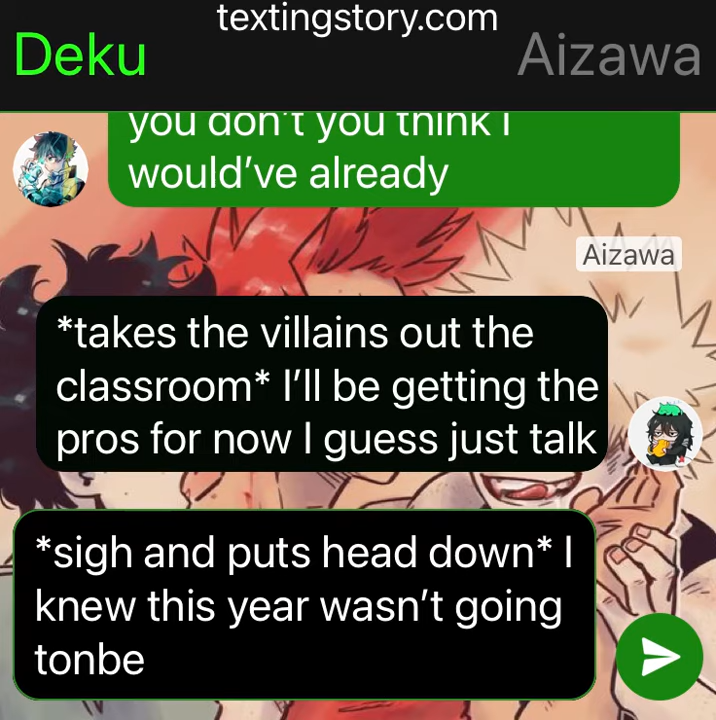 textingstory.com
Deku
Aizawa
you don't you think I
would've already
Aizawa
*takes the villains out the
classroom* I'll be getting the
pros for now I guess just talk
*sigh and puts head down* I
knew this year wasn't going
tonbe